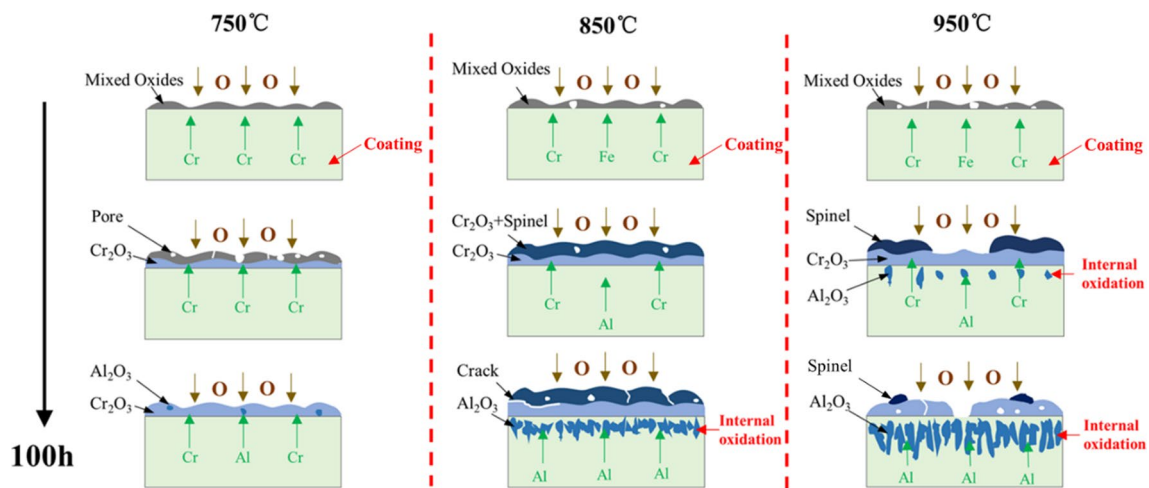 750℃
850℃
950℃
Mixed Oxides
O O
Cr Cr Cr
Coating
Mixed Oxides
O O
Cr Fe Cr
Coating
Mixed Oxides
O O
Cr Fe Cr
Coating
Pore
Cr₂O₃
O O
Cr Cr Cr
Cr₂O₃+Spinel
Cr₂O₃
O O
Cr Cr
Al
Spinel
Cr₂O₃
Al₂O₃
O O
Cr Cr
Al
Internal
oxidation
Al₂O₃
Cr₂O₃
O O
Cr Al Cr
Crack
Al₂O₃
O O
Al Al Al
Internal
oxidation
Spinel
Al₂O₃
O O
Al Al Al
Internal
oxidation
100h